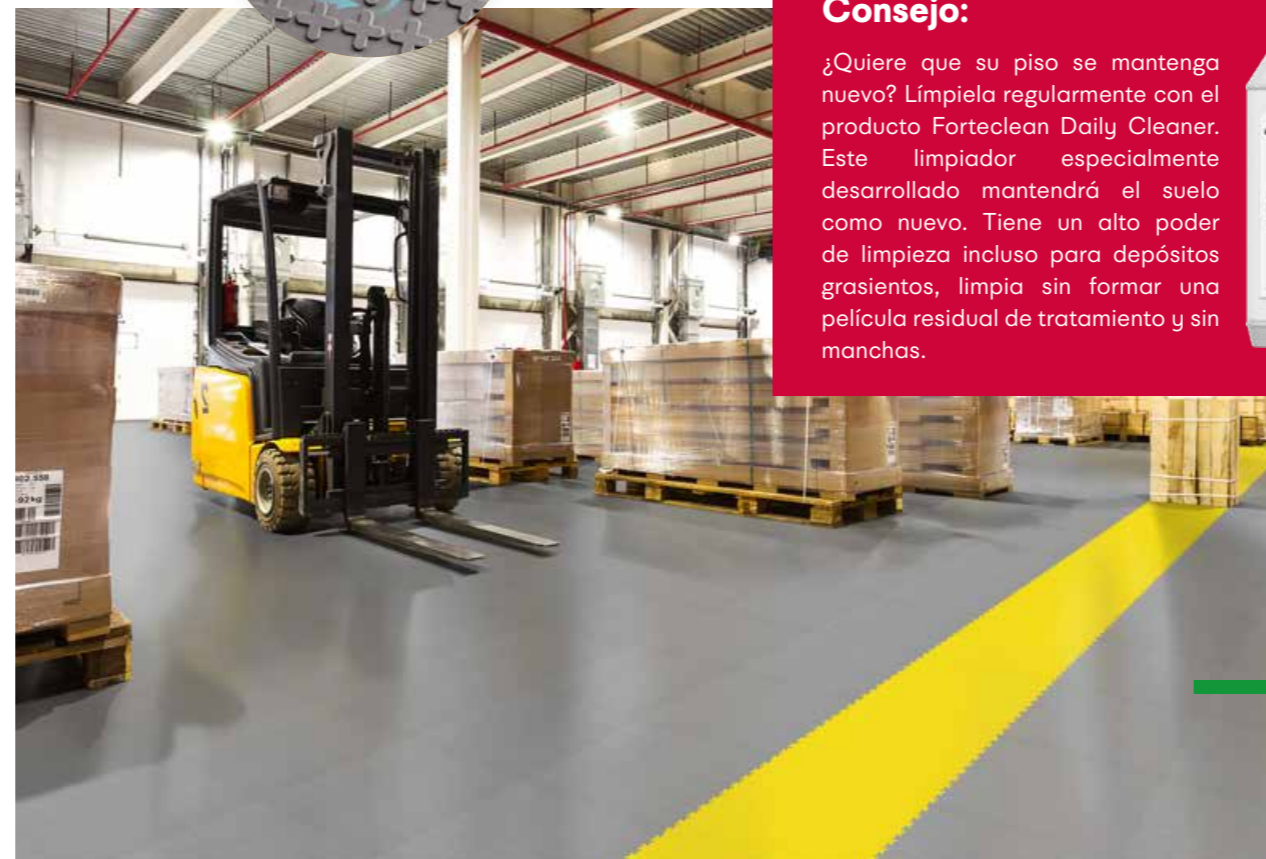 Consejo:
¿Quiere que su piso se mantenga
nuevo? Límpiela regularmente con el
producto Forteclean Daily Cleaner.
Este limpiador especialmente
desarrollado mantendrá el suelo
como nuevo. Tiene un alto poder
de limpieza incluso para depósitos
grasientos, limpia sin formar una
película residual de tratamiento y sin
manchas.